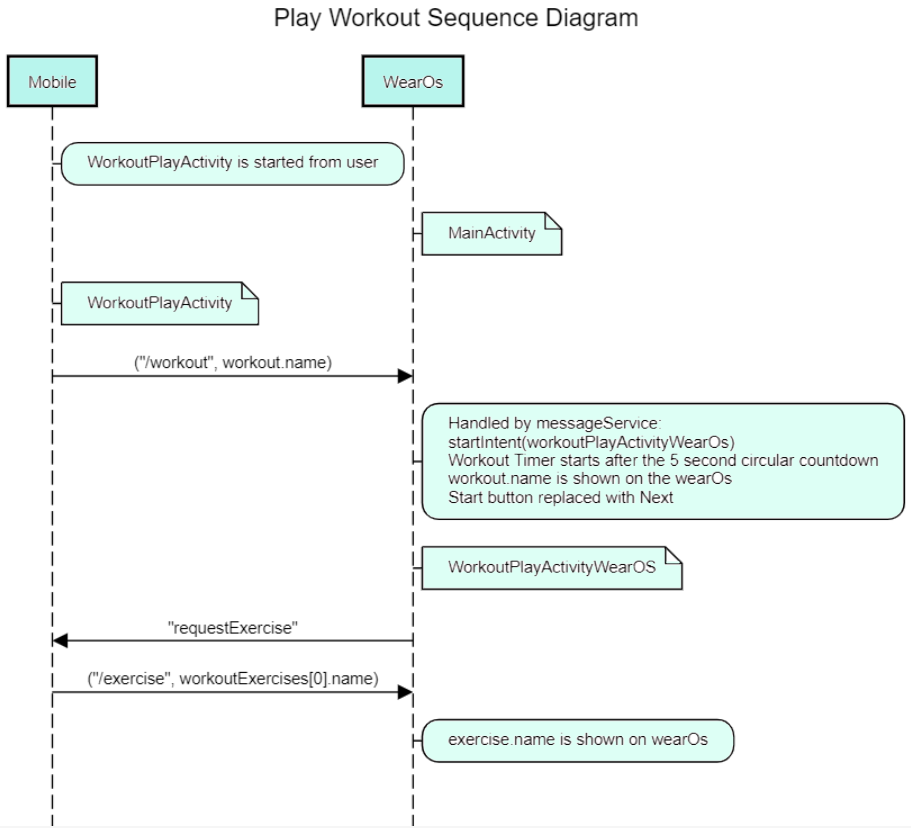 Play Workout Sequence Diagram
Mobile
WearOs
WorkoutPlayActivity is started from user
MainActivity
WorkoutPlayActivity
("/workout", workout.name)
Handled by messageService:
startIntent(workoutPlayActivityWearOs)
Workout Timer starts after the 5 second circular countdown
workout.name is shown on the wearOs
Start button replaced with Next
WorkoutPlayActivityWearOS
"requestExercise"
("/exercise", workoutExercises[0].name)
exercise.name is shown on wearOs